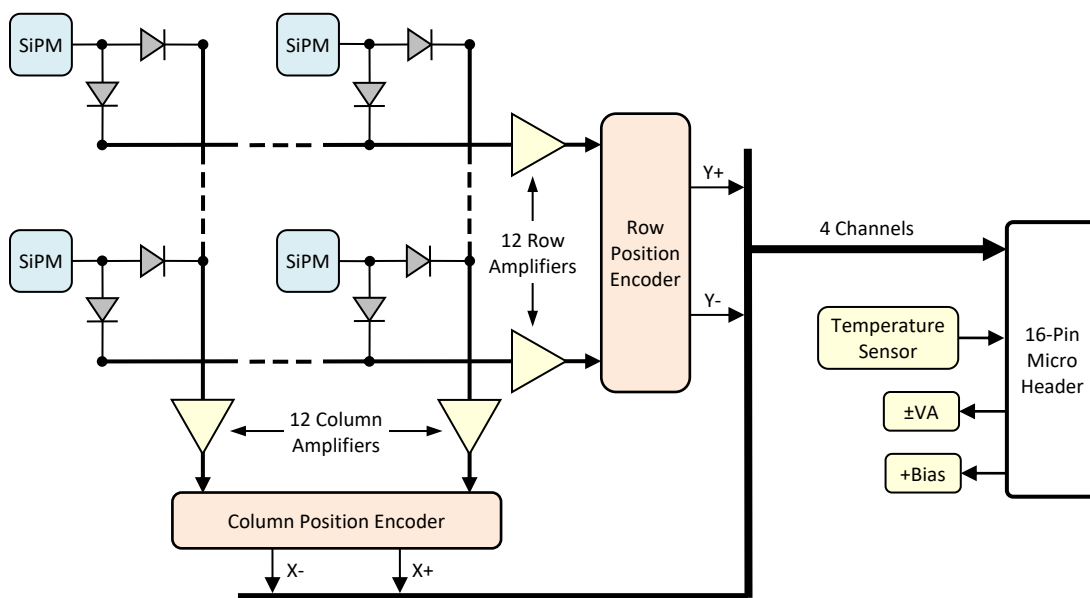 SiPM
SiPM
Y+
Row
Position
Encoder
Y-
12 Row
Amplifiers
4 Channels
SiPM
SiPM
Temperature
Sensor
16-Pin
Micro
Header
±VA
+Bias
12 Column
Amplifiers
Column Position Encoder
X-
X+